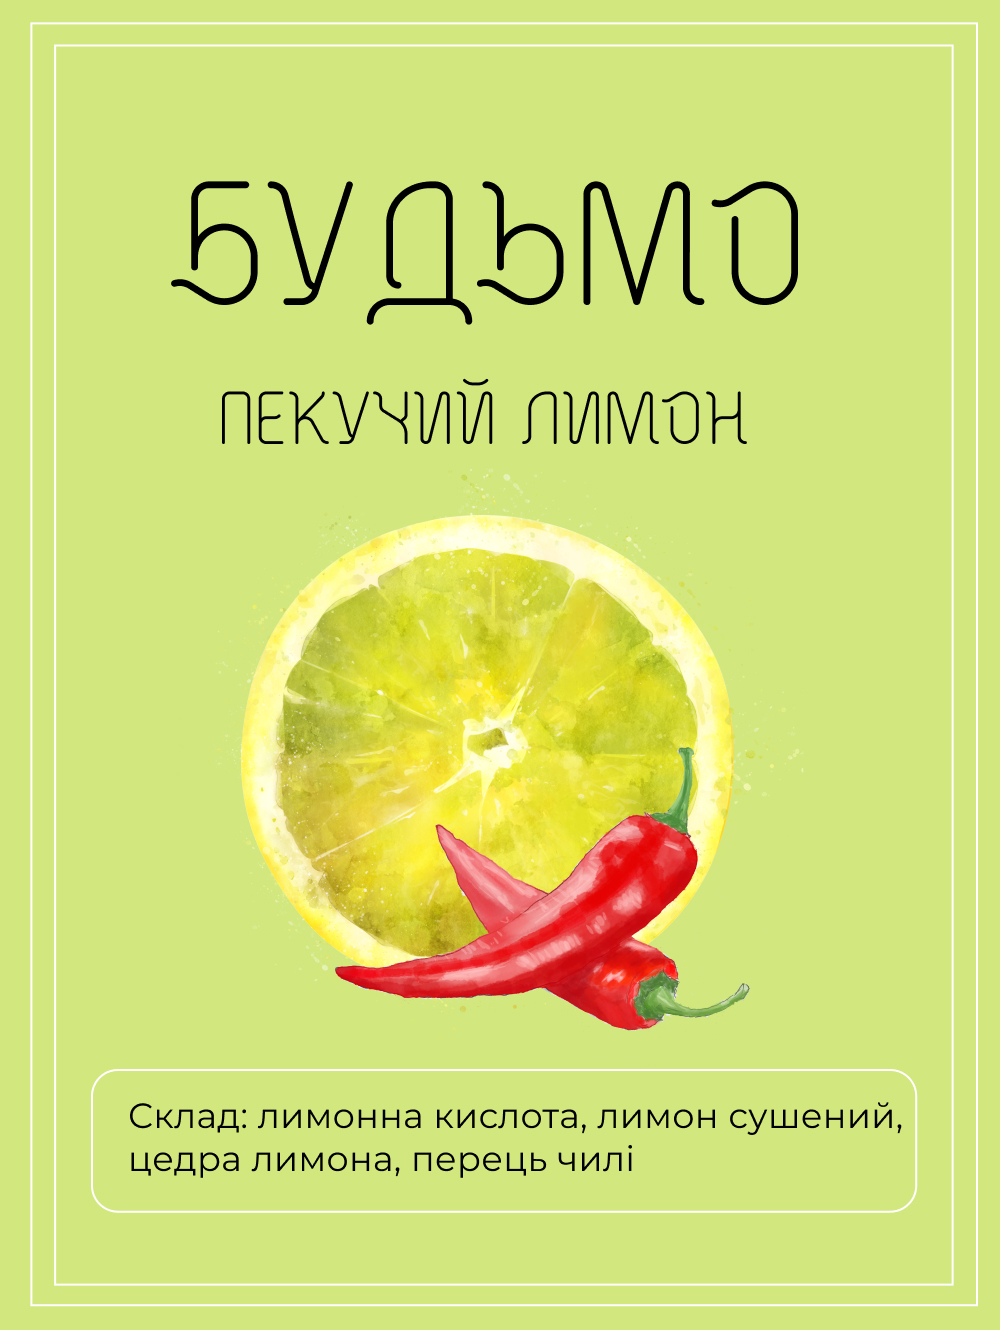 БУДЬМО
ПЕКУЧИЙ ЛИМОН
Склад: лимонна кислота, лимон сушений,
цедра лимона, перець чилі